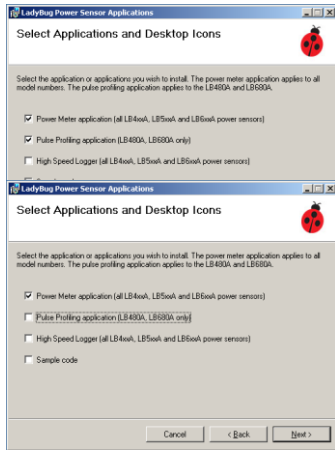 LadyBug Power Sensor Applications
Select Applications and Desktop Icons
Select the application or applications you wish to install. The power meter application applies to all
model numbers. The pulse profiling application applies to the LB480A and LB680A.
Power Meter application (all LB4xxA, LB5xxA and LB6xxA power sensors)
Pulse Profiling application (LB480A, LB680A only)
High Speed Logger (all LB4xxA, LB5xxA and LB6xxA power sensors)
LadyBug Power Sensor Applications
Select Applications and Desktop Icons
Select the application or applications you wish to install. The power meter application applies to all
model numbers. The pulse profiling application applies to the LB480A and LB680A.
Power Meter application (all LB4xxA, LB5xxA and LB6xxA power sensors)
Pulse Profiling application (LB480A, LB680A only)
High Speed Logger (all LB4xxA, LB5xxA and LB6xxA power sensors)
Sample code
Cancel < Back Next >